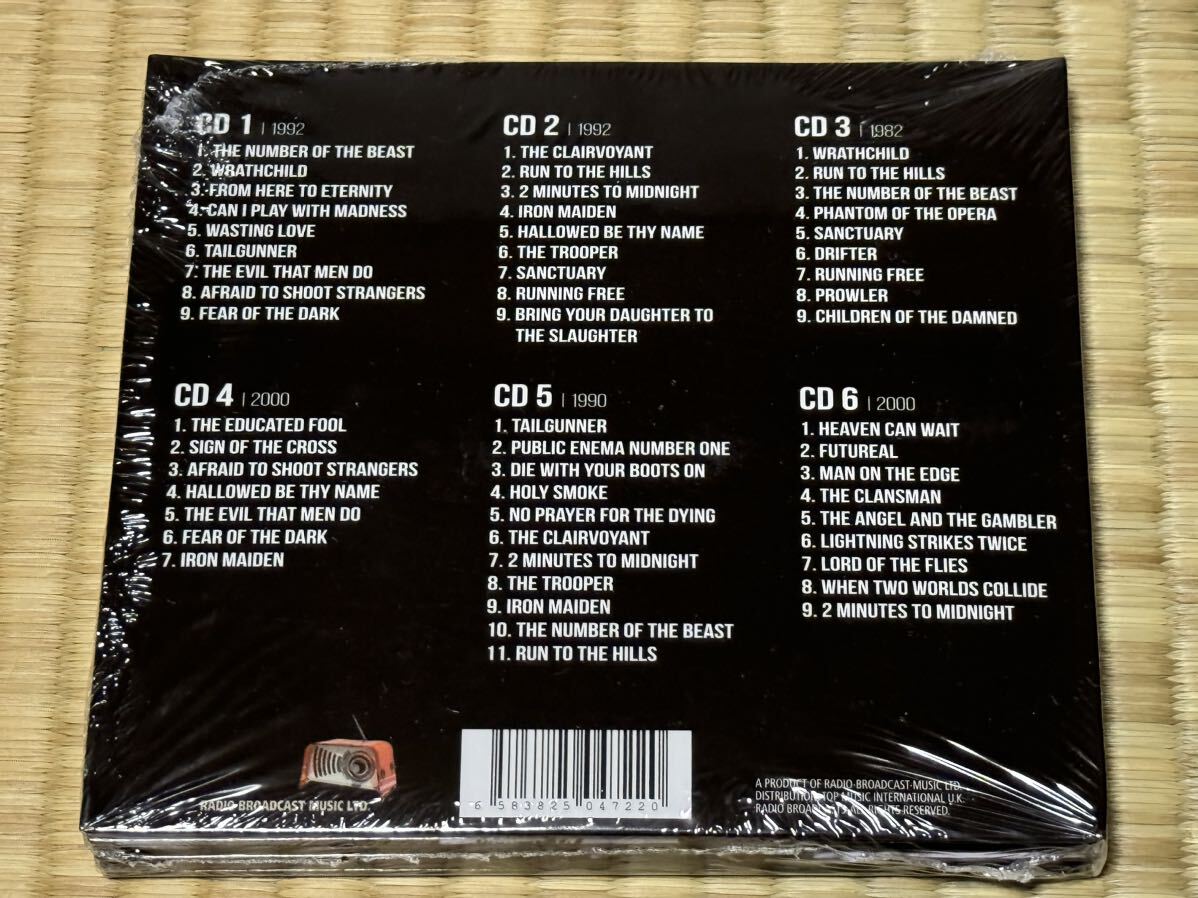 CD 1 | 1992
1. THE NUMBER OF THE BEAST
2. WRATHCHILD
3. FROM HERE TO ETERNITY
4. CAN I PLAY WITH MADNESS
5. WASTING LOVE
6. TAILGUNNER
7. THE EVIL THAT MEN DO
8. AFRAID TO SHOOT STRANGERS
9. FEAR OF THE DARK
CD 2 | 1992
1. THE CLAIRVOYANT
2. RUN TO THE HILLS
3. 2 MINUTES TO MIDNIGHT
4. IRON MAIDEN
5. HALLOWED BE THY NAME
6. THE TROOPER
7. SANCTUARY
8. RUNNING FREE
9. BRING YOUR DAUGHTER TO
THE SLAUGHTER
CD 3 | 1982
1. WRATHCHILD
2. RUN TO THE HILLS
3. THE NUMBER OF THE BEAST
4. PHANTOM OF THE OPERA
5. SANCTUARY
6. DRIFTER
7. RUNNING FREE
8. PROWLER
9. CHILDREN OF THE DAMNED
CD 4 | 2000
1. THE EDUCATED FOOL
2. SIGN OF THE CROSS
3. AFRAID TO SHOOT STRANGERS
4. HALLOWED BE THY NAME
5. THE EVIL THAT MEN DO
6. FEAR OF THE DARK
7. IRON MAIDEN
CD 5 | 1990
1. TAILGUNNER
2. PUBLIC ENEMA NUMBER ONE
3. DIE WITH YOUR BOOTS ON
4. HOLY SMOKE
5. NO PRAYER FOR THE DYING
6. THE CLAIRVOYANT
7. 2 MINUTES TO MIDNIGHT
8. THE TROOPER
9. IRON MAIDEN
10. THE NUMBER OF THE BEAST
11. RUN TO THE HILLS
CD 6 | 2000
1. HEAVEN CAN WAIT
2. FUTUREAL
3. MAN ON THE EDGE
4. THE CLANSMAN
5. THE ANGEL AND THE GAMBLER
6. LIGHTNING STRIKES TWICE
7. LORD OF THE FLIES
8. WHEN TWO WORLDS COLLIDE
9. 2 MINUTES TO MIDNIGHT
RADIO-BROADCAST MUSIC LTD.
6 583825 047220
A PRODUCT OF RADIO-BROADCAST-MUSIC LTD.
DISTRIBUTION: TOP MUSIC INTERNATIONAL U.K.
RADIO BROADCASTS ALL RIGHTS RESERVED.